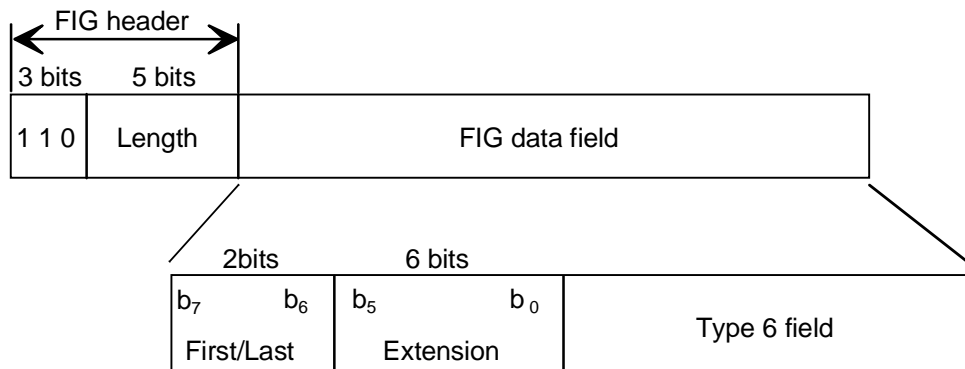 FIG header
3 bits 5 bits
1 1 0 Length FIG data field
2bits 6 bits
b₇ b₆ b₅ b₀
First/Last Extension Type 6 field